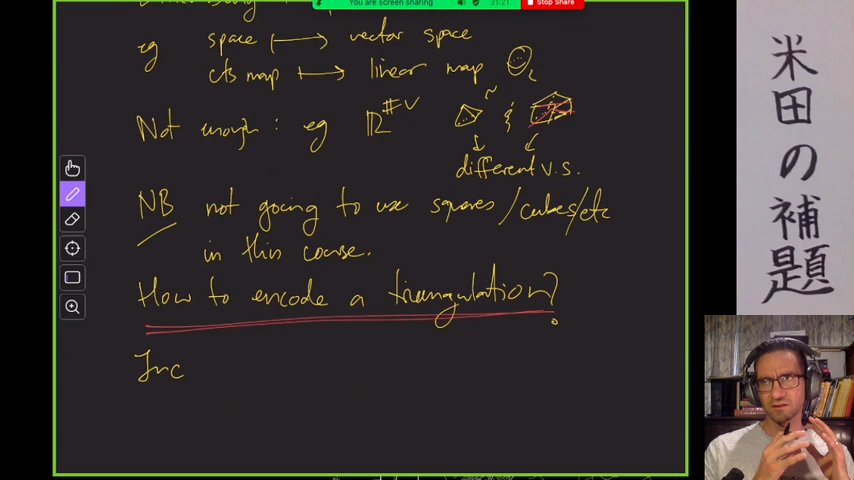 You are screen sharing 31:21 Stop Share
eg space ⟼ vector space
cts map ⟼ linear map
Not enough: eg ℝ^#V
different v.s.
NB not going to use squares/cubes/etc
in this course.
How to encode a triangulation?
Inc
米田の補題